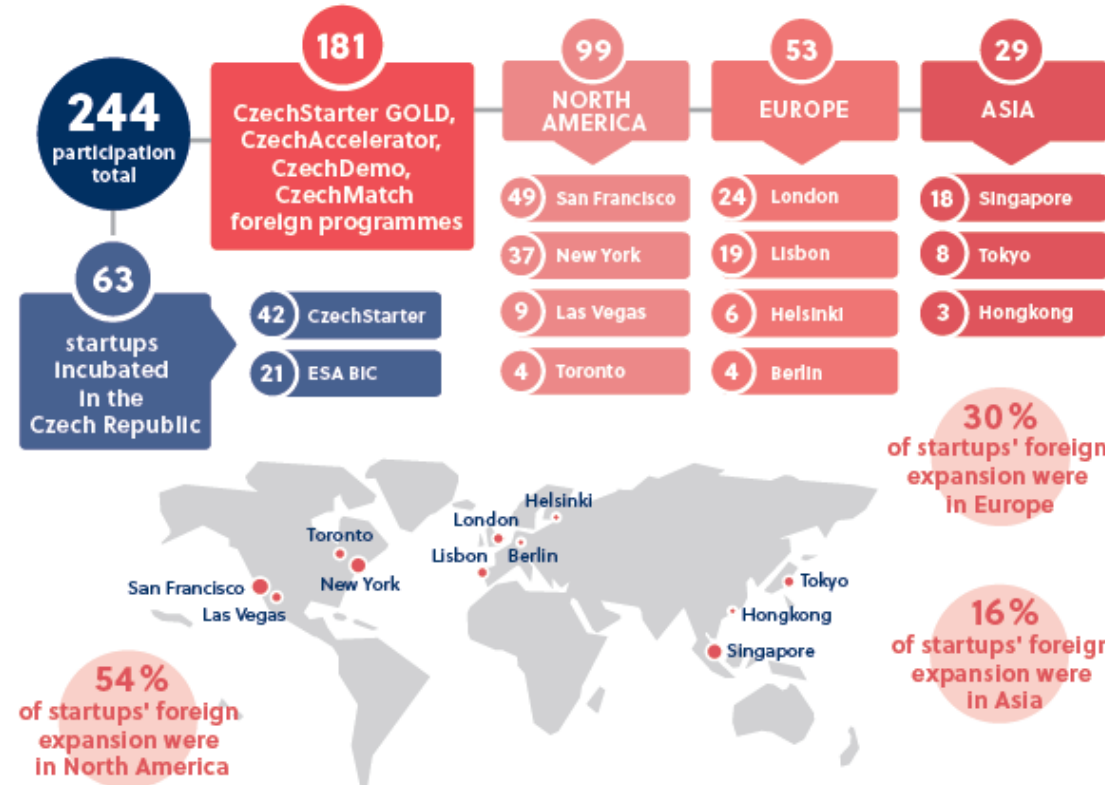 244
participation
total
181
CzechStarter GOLD,
CzechAccelerator,
CzechDemo,
CzechMatch
foreign programmes
99
NORTH
AMERICA
49 San Francisco
37 New York
9 Las Vegas
4 Toronto
53
EUROPE
24 London
19 Lisbon
6 Helsinki
4 Berlin
29
ASIA
18 Singapore
8 Tokyo
3 Hongkong
63
startups
incubated
in the
Czech Republic
42 CzechStarter
21 ESA BIC
30 %
of startups' foreign
expansion were
in Europe
Helsinki
London
Toronto
Lisbon
Berlin
San Francisco
New York
Las Vegas
Tokyo
Hongkong
Singapore
16 %
of startups' foreign
expansion were
in Asia
54 %
of startups' foreign
expansion were
in North America